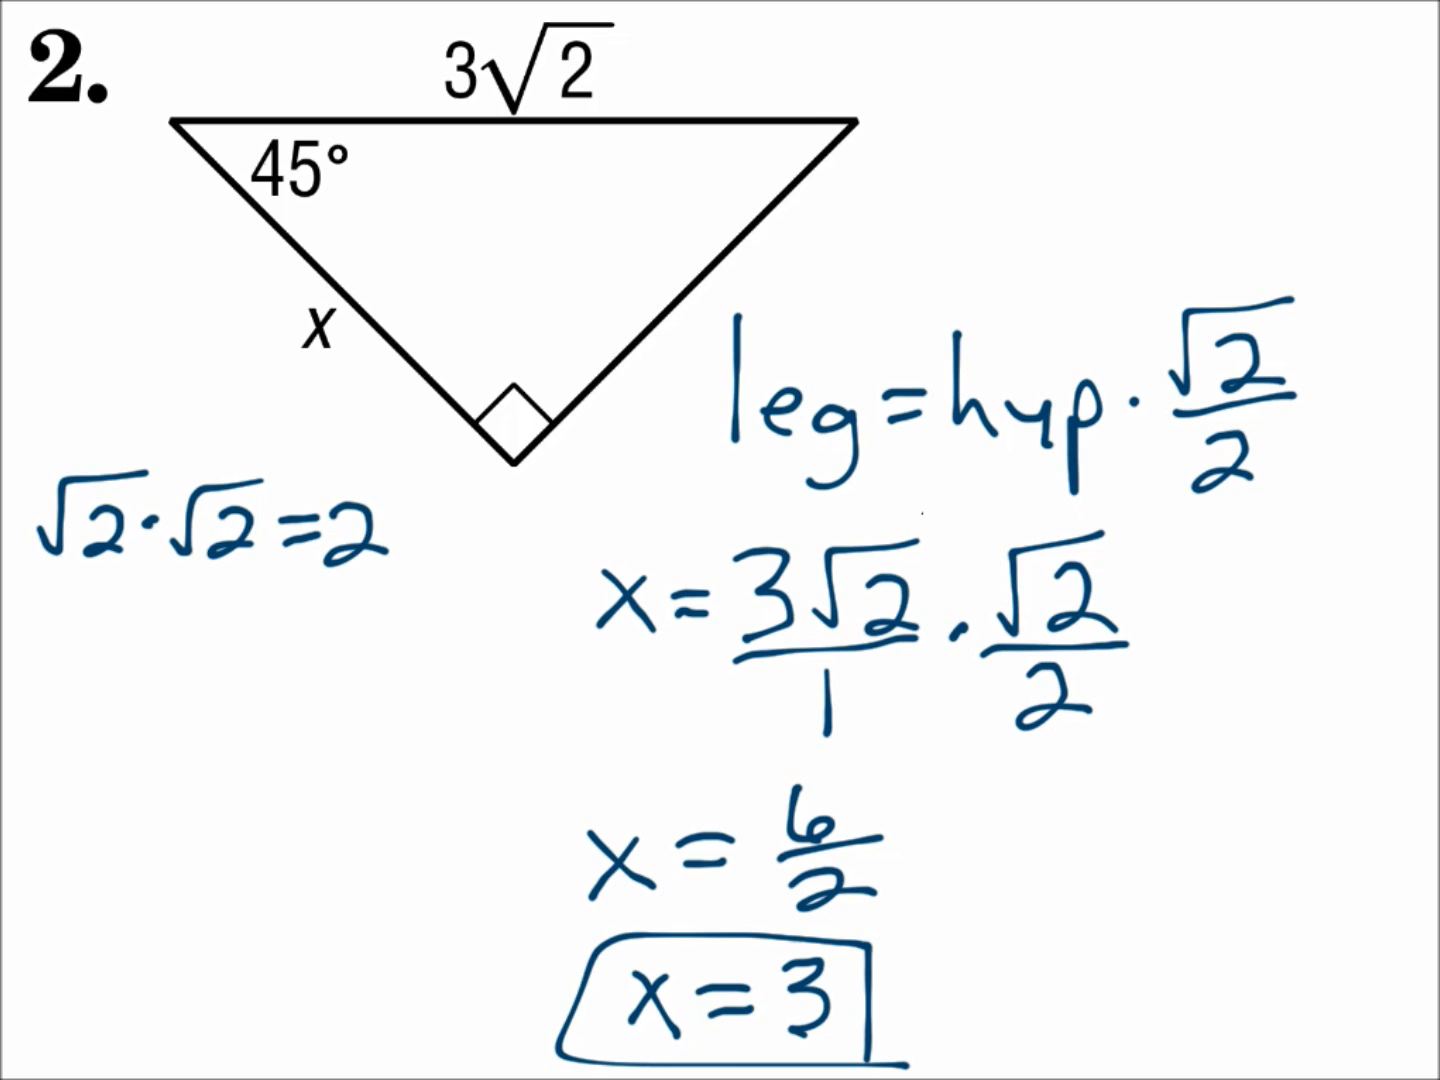 2.
3√2
45°
x
leg = hyp · √2/2
√2 · √2 = 2
x = 3√2/1 · √2/2
x = 6/2
x = 3